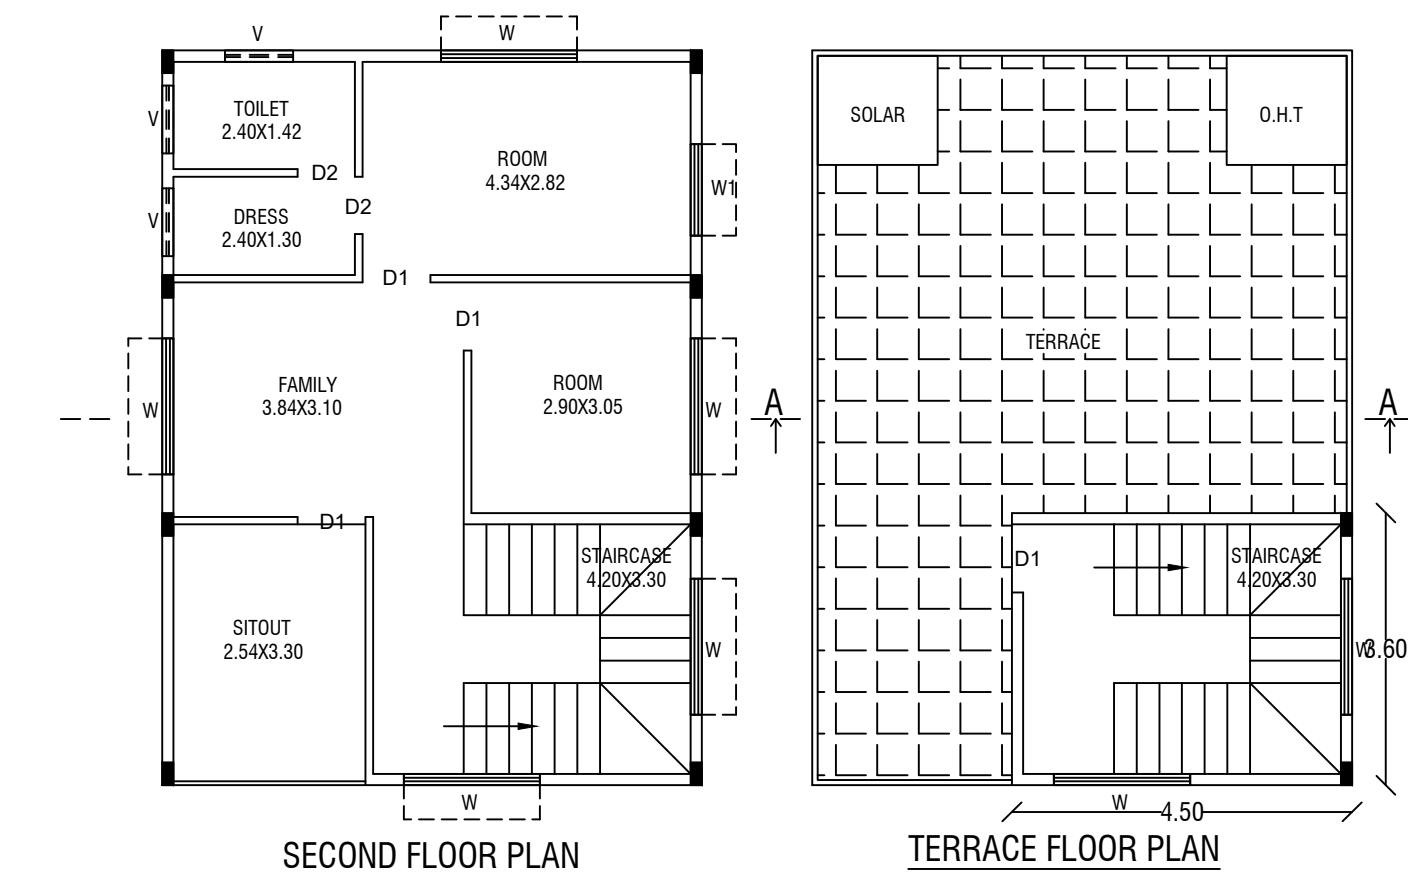 V
W
TOILET
2.40X1.42
V
D2
ROOM
4.34X2.82
W1
D2
DRESS
2.40X1.30
V
D1
D1
FAMILY
3.84X3.10
W
ROOM
2.90X3.05
W
D1
STAIRCASE
4.20X3.30
SITOUT
2.54X3.30
W
W
SECOND FLOOR PLAN
SOLAR
O.H.T
TERRACE
A
A
D1
STAIRCASE
4.20X3.30
W
3.60
W
4.50
TERRACE FLOOR PLAN